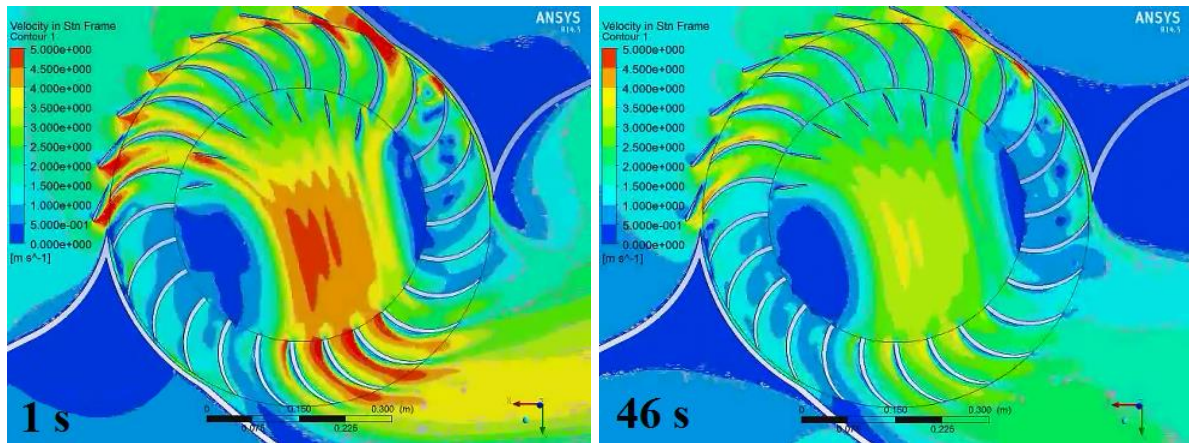 Velocity in Stn Frame
Contour 1
5.000e+000
4.500e+000
4.000e+000
3.500e+000
3.000e+000
2.500e+000
2.000e+000
1.500e+000
1.000e+000
5.000e-001
0.000e+000
[m s^-1]
ANSYS
R14.5
1 s
0 0.150 0.300 (m)
0.075 0.225
X
Velocity in Stn Frame
Contour 1
5.000e+000
4.500e+000
4.000e+000
3.500e+000
3.000e+000
2.500e+000
2.000e+000
1.500e+000
1.000e+000
5.000e-001
0.000e+000
[m s^-1]
ANSYS
R14.5
46 s
0 0.150 0.300 (m)
0.075 0.225